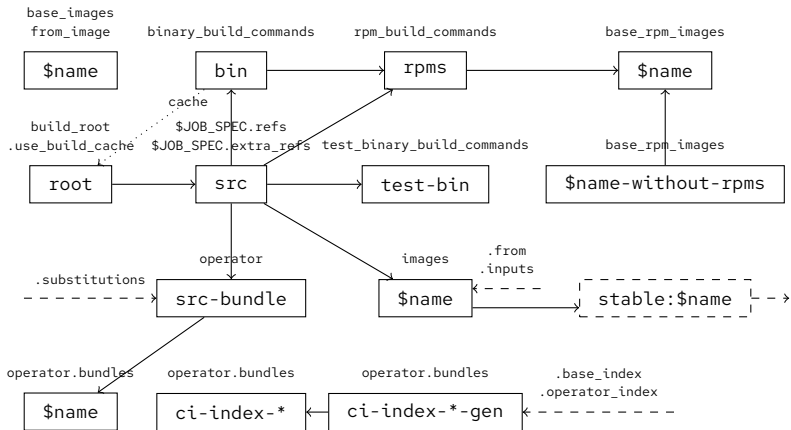 base_images
from_image
$name
binary_build_commands
bin
rpm_build_commands
rpms
base_rpm_images
$name
cache
build_root
.use_build_cache
root
$JOB_SPEC.refs
$JOB_SPEC.extra_refs
src
test_binary_build_commands
test-bin
base_rpm_images
$name-without-rpms
.substitutions
operator
src-bundle
images
$name
.from
.inputs
stable:$name
operator.bundles
$name
operator.bundles
ci-index-*
operator.bundles
ci-index-*-gen
.base_index
.operator_index